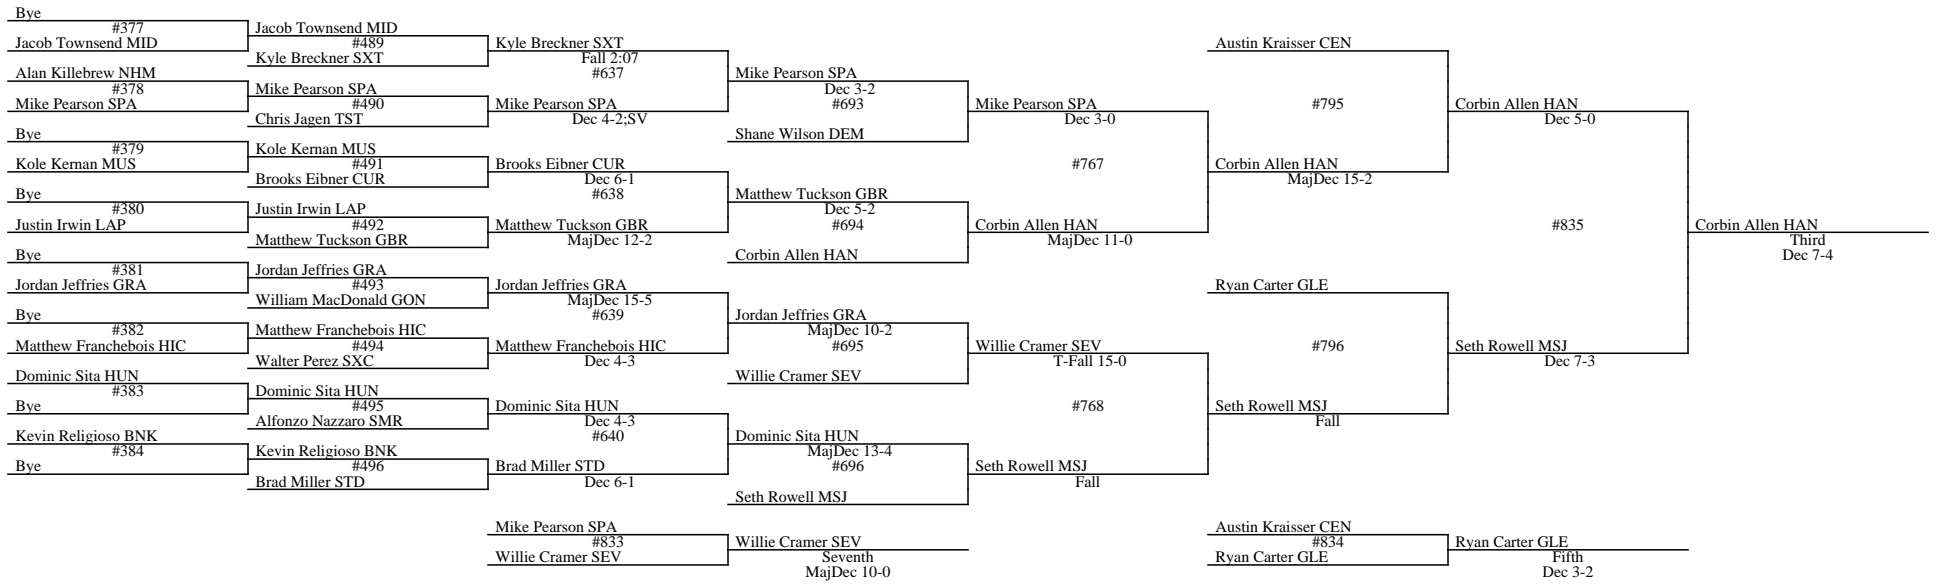 Bye
#377
Jacob Townsend MID
Alan Killebrew NHM
#378
Mike Pearson SPA
Bye
#379
Kole Kernan MUS
Bye
#380
Justin Irwin LAP
Bye
#381
Jordan Jeffries GRA
Bye
#382
Matthew Franchebois HIC
Dominic Sita HUN
#383
Bye
Kevin Religioso BNK
#384
Bye
Jacob Townsend MID
#489
Kyle Breckner SXT
Mike Pearson SPA
#490
Chris Jagen TST
Kole Kernan MUS
#491
Brooks Eibner CUR
Justin Irwin LAP
#492
Matthew Tuckson GBR
Jordan Jeffries GRA
#493
William MacDonald GON
Matthew Franchebois HIC
#494
Walter Perez SXC
Dominic Sita HUN
#495
Alfonzo Nazzaro SMR
Kevin Religioso BNK
#496
Brad Miller STD
Kyle Breckner SXT
Fall 2:07
#637
Mike Pearson SPA
Dec 4-2;SV
Brooks Eibner CUR
Dec 6-1
#638
Matthew Tuckson GBR
MajDec 12-2
Jordan Jeffries GRA
MajDec 15-5
#639
Matthew Franchebois HIC
Dec 4-3
Dominic Sita HUN
Dec 4-3
#640
Brad Miller STD
Dec 6-1
Mike Pearson SPA
Dec 3-2
#693
Shane Wilson DEM
Matthew Tuckson GBR
Dec 5-2
#694
Corbin Allen HAN
Jordan Jeffries GRA
MajDec 10-2
#695
Willie Cramer SEV
Dominic Sita HUN
MajDec 13-4
#696
Seth Rowell MSJ
Mike Pearson SPA
Dec 3-0
#767
Corbin Allen HAN
MajDec 11-0
Willie Cramer SEV
T-Fall 15-0
#768
Seth Rowell MSJ
Fall
Austin Kraisser CEN
#795
Corbin Allen HAN
MajDec 15-2
Ryan Carter GLE
#796
Seth Rowell MSJ
Fall
Corbin Allen HAN
Dec 5-0
#835
Seth Rowell MSJ
Dec 7-3
Corbin Allen HAN
Third
Dec 7-4
Mike Pearson SPA
#833
Willie Cramer SEV
Willie Cramer SEV
Seventh
MajDec 10-0
Austin Kraisser CEN
#834
Ryan Carter GLE
Ryan Carter GLE
Fifth
Dec 3-2